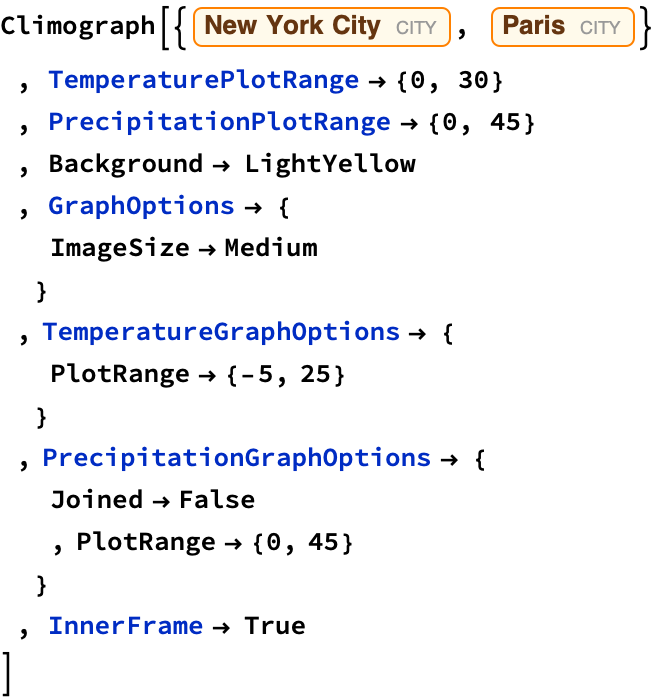 Climograph[{ New York City CITY , Paris CITY }
, TemperaturePlotRange → {0, 30}
, PrecipitationPlotRange → {0, 45}
, Background → LightYellow
, GraphOptions → {
ImageSize → Medium
}
, TemperatureGraphOptions → {
PlotRange → {-5, 25}
}
, PrecipitationGraphOptions → {
Joined → False
, PlotRange → {0, 45}
}
, InnerFrame → True
]